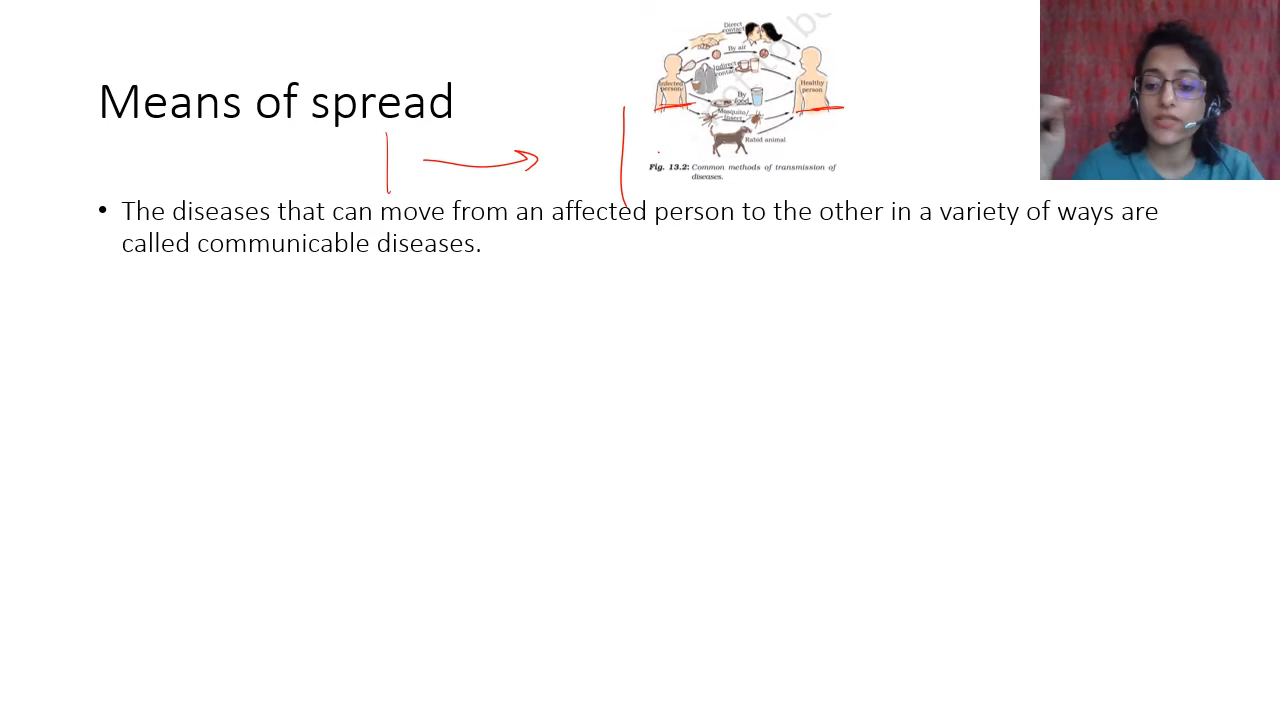 Means of spread
Direct
contact
By air
Indirect
contact
Infected
person
Healthy
person
By
food
Mosquito/
Insect
Rabid animal
Fig. 13.2: Common methods of transmission of
diseases.
• The diseases that can move from an affected person to the other in a variety of ways are
called communicable diseases.